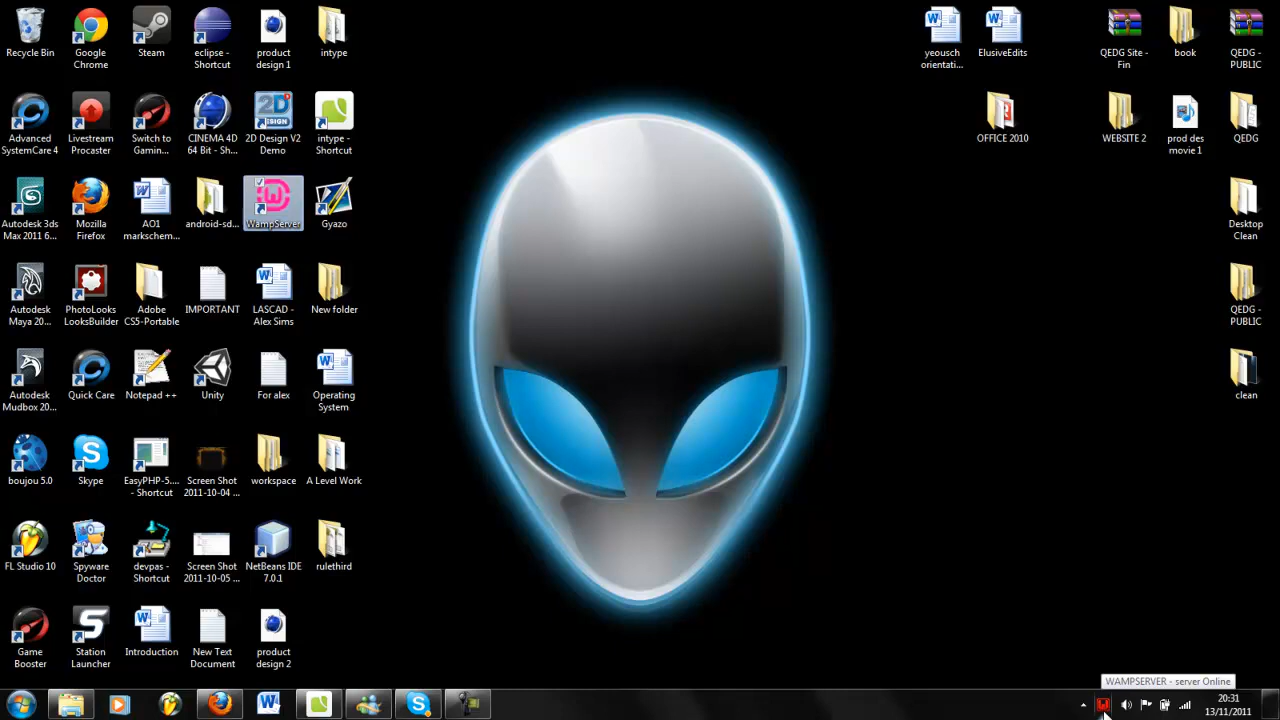 Recycle Bin
Google
Chrome
Steam
eclipse -
Shortcut
product
design 1
intype
yeousch
orientati...
ElusiveEdits
QEDG Site -
Fin
book
QEDG -
PUBLIC
Advanced
SystemCare 4
Livestream
Procaster
Switch to
Gamin...
CINEMA 4D
64 Bit - Sh...
2D Design V2
Demo
intype -
Shortcut
OFFICE 2010
WEBSITE 2
prod des
movie 1
QEDG
Autodesk 3ds
Max 2011 6...
Mozilla
Firefox
AO1
markschem...
android-sd...
WampServer
Gyazo
Desktop
Clean
Autodesk
Maya 20...
PhotoLooks
LooksBuilder
Adobe
CS5-Portable
IMPORTANT
LASCAD -
Alex Sims
New folder
QEDG -
PUBLIC
Autodesk
Mudbox 20...
Quick Care
Notepad ++
Unity
For alex
Operating
System
clean
boujou 5.0
Skype
EasyPHP-5....
- Shortcut
Screen Shot
2011-10-04 ...
workspace
A Level Work
FL Studio 10
Spyware
Doctor
devpas -
Shortcut
Screen Shot
2011-10-05 ...
NetBeans IDE
7.0.1
rulethird
Game
Booster
Station
Launcher
Introduction
New Text
Document
product
design 2
WAMPSERVER - server Online
20:31
13/11/2011